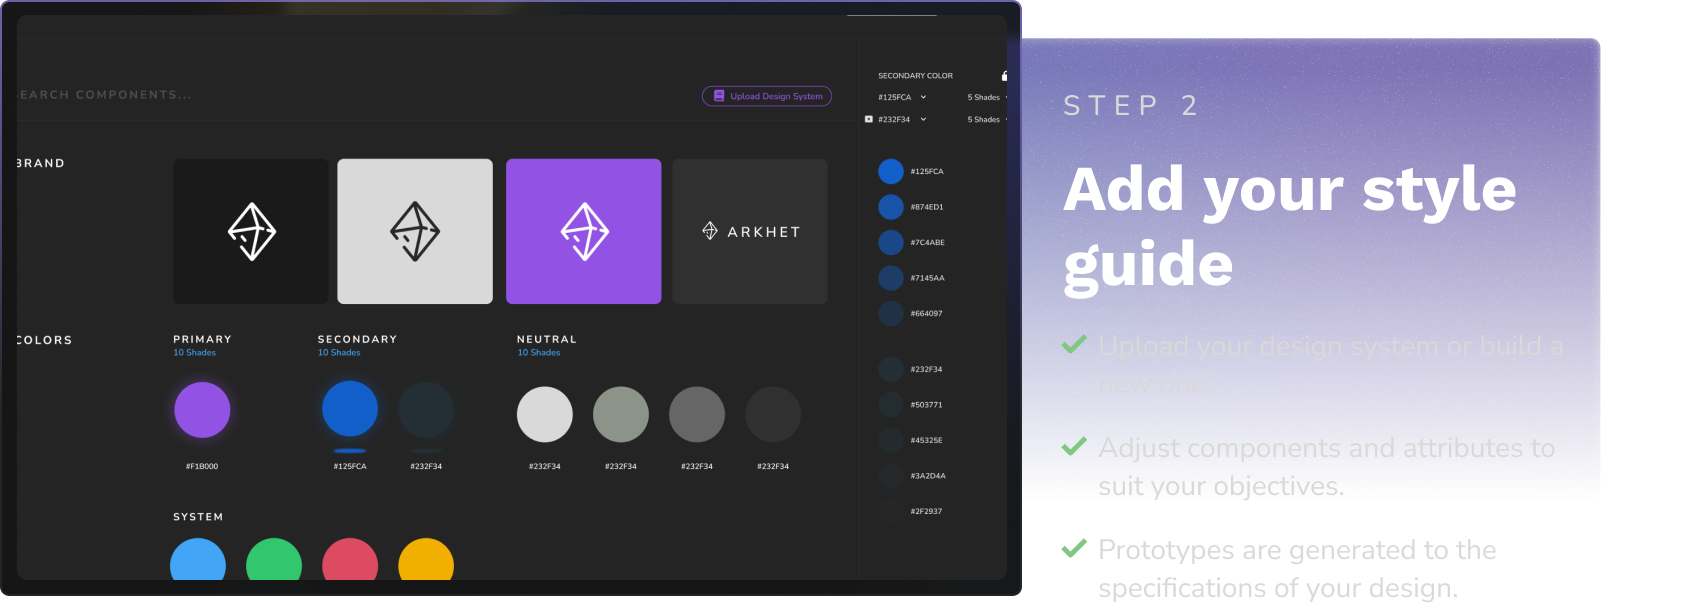 EARCH COMPONENTS...
Upload Design System
BRAND
ARKHET
COLORS
PRIMARY
10 Shades
SECONDARY
10 Shades
NEUTRAL
10 Shades
#F1B000
#125FCA
#232F34
#232F34
#232F34
#232F34
#232F34
SYSTEM
SECONDARY COLOR
#125FCA
5 Shades
#232F34
5 Shades
#125FCA
#874ED1
#7C4ABE
#7145AA
#664097
#232F34
#503771
#45325E
#3A2D4A
#2F2937
STEP 2
Add your style
guide
Upload your design system or build a
new one.
Adjust components and attributes to
suit your objectives.
Prototypes are generated to the
specifications of your design.